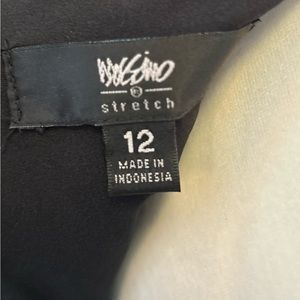 mossimo
stretch
12
MADE IN
INDONESIA